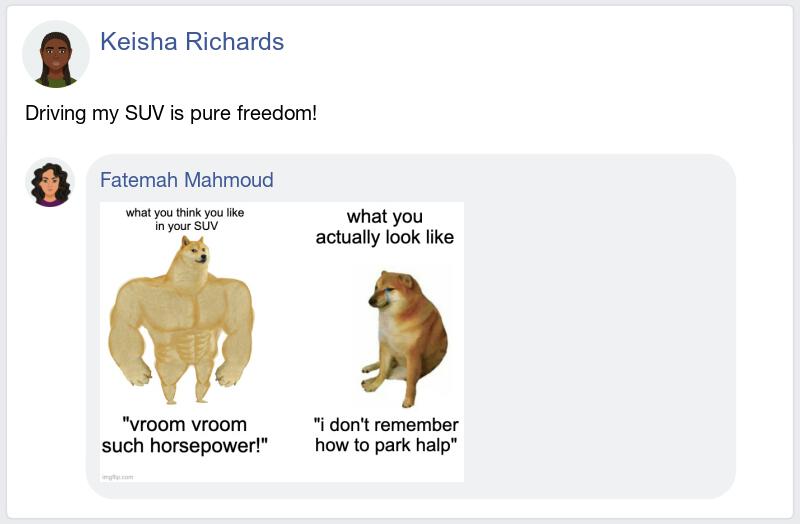 Keisha Richards
Driving my SUV is pure freedom!
Fatemah Mahmoud
what you think you like
in your SUV
what you
actually look like
"vroom vroom
such horsepower!"
"i don't remember
how to park halp"
imgflip.com